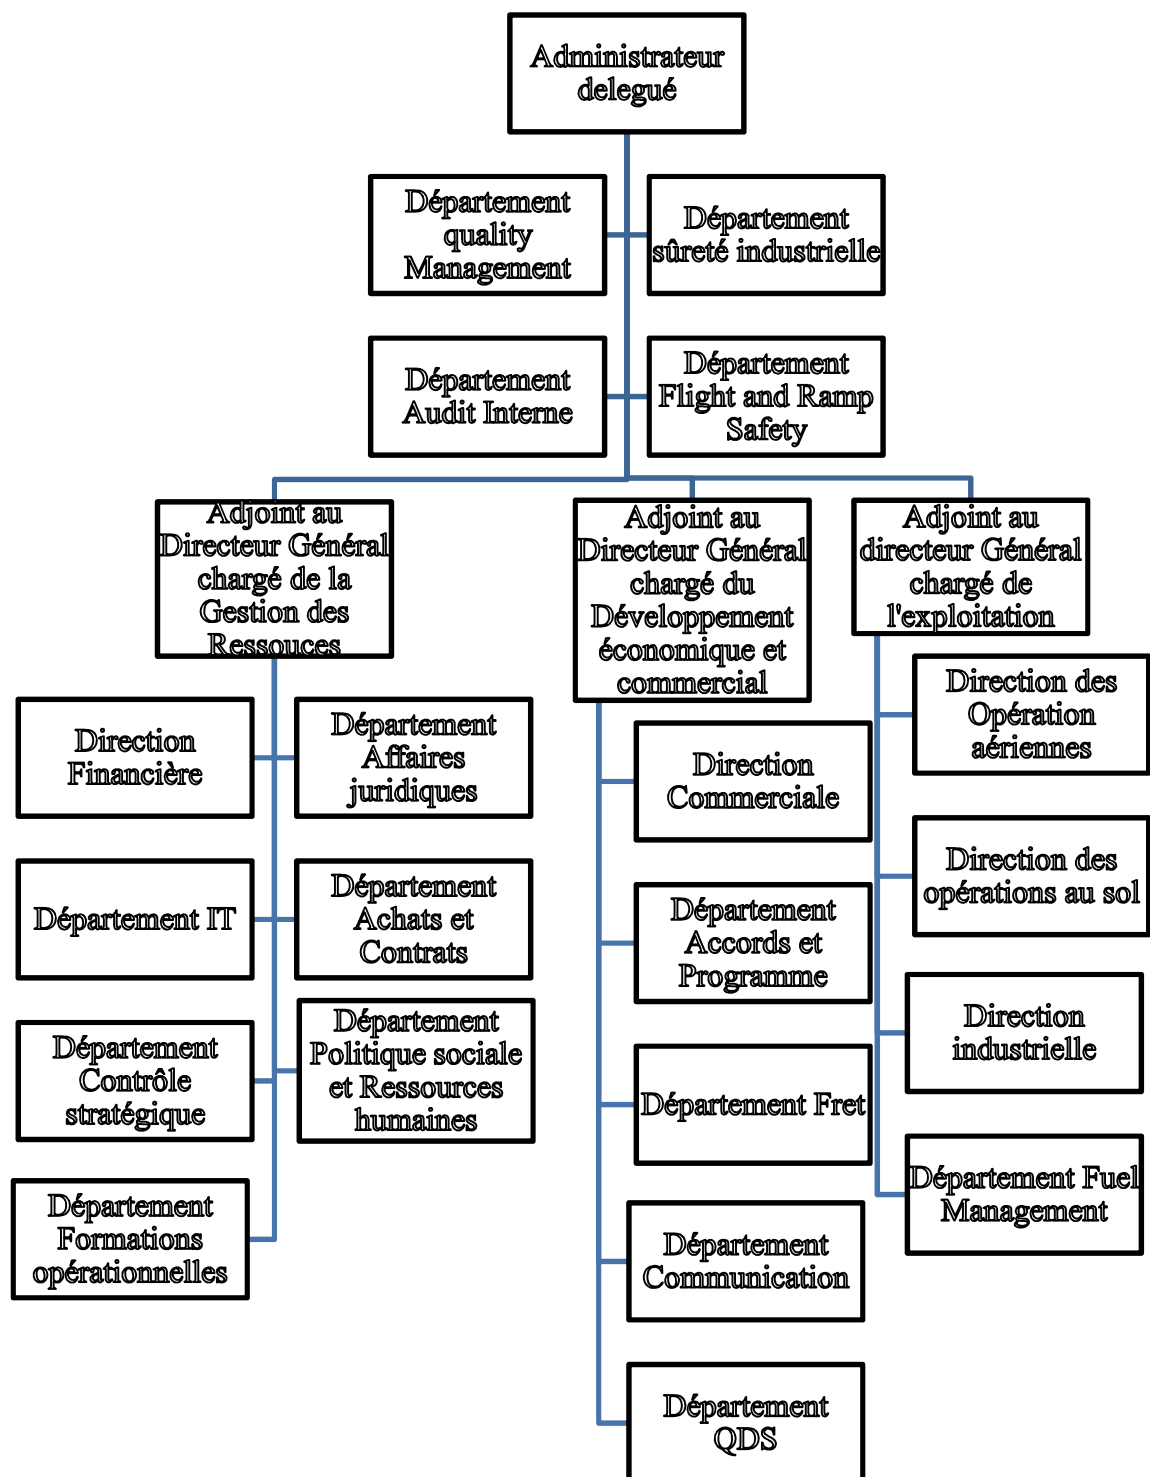 Administrateur
delegué
Département
quality
Management
Département
sûreté industrielle
Département
Audit Interne
Département
Flight and Ramp
Safety
Adjoint au
Directeur Général
chargé de la
Gestion des
Ressouces
Adjoint au
Directeur Général
chargé du
Développement
économique et
commercial
Adjoint au
directeur Général
chargé de
l'exploitation
Direction
Financière
Département
Affaires
juridiques
Département IT
Département
Achats et
Contrats
Département
Contrôle
stratégique
Département
Politique sociale
et Ressources
humaines
Département
Formations
opérationnelles
Direction
Commerciale
Département
Accords et
Programme
Département Fret
Département
Communication
Département
QDS
Direction des
Opération
aériennes
Direction des
opérations au sol
Direction
industrielle
Département Fuel
Management